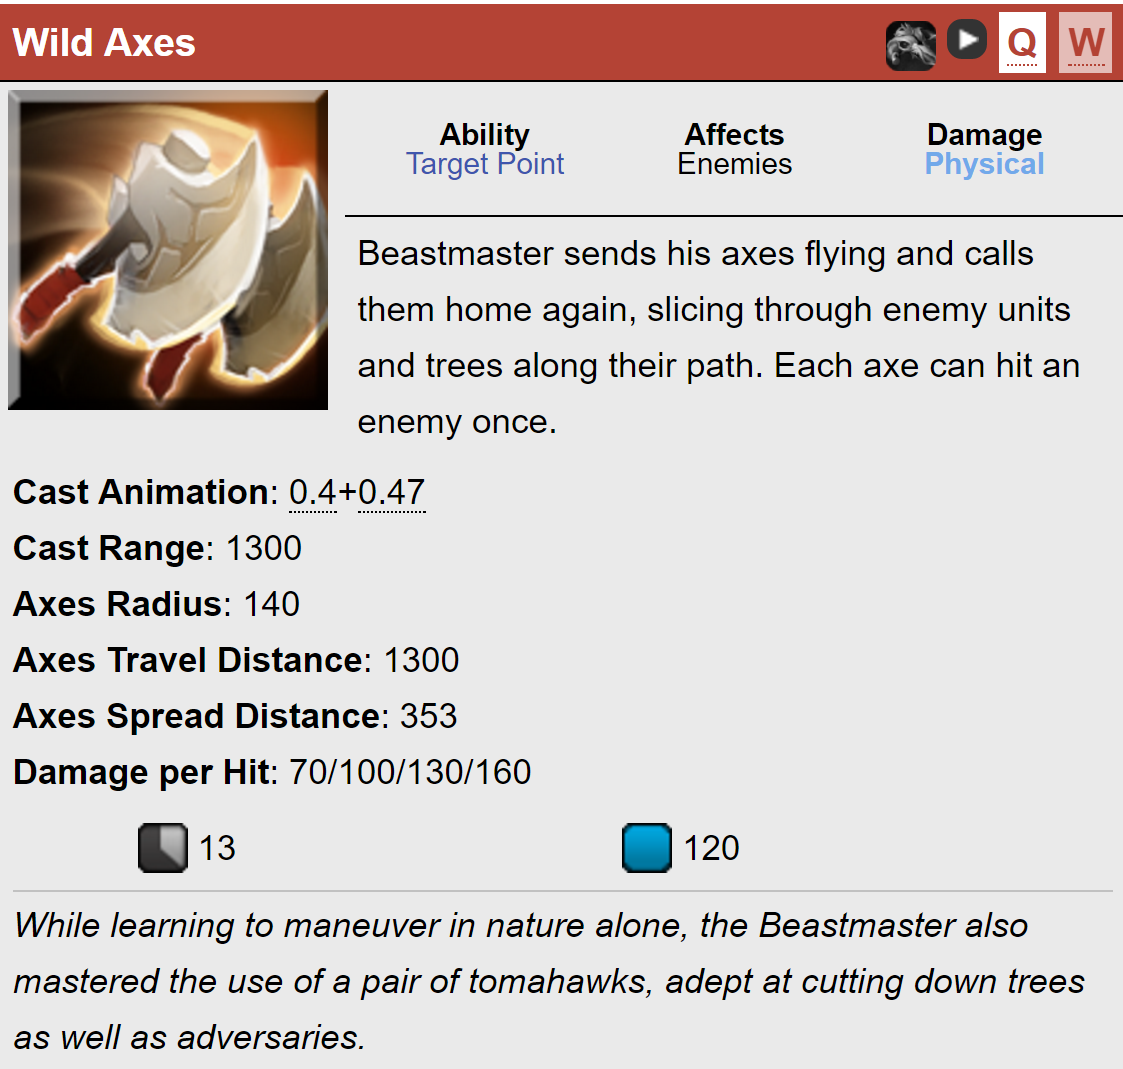 Wild Axes Q W
Ability Affects Damage
Target Point Enemies Physical
Beastmaster sends his axes flying and calls
them home again, slicing through enemy units
and trees along their path. Each axe can hit an
enemy once.
Cast Animation: 0.4+0.47
Cast Range: 1300
Axes Radius: 140
Axes Travel Distance: 1300
Axes Spread Distance: 353
Damage per Hit: 70/100/130/160
13 120
While learning to maneuver in nature alone, the Beastmaster also
mastered the use of a pair of tomahawks, adept at cutting down trees
as well as adversaries.